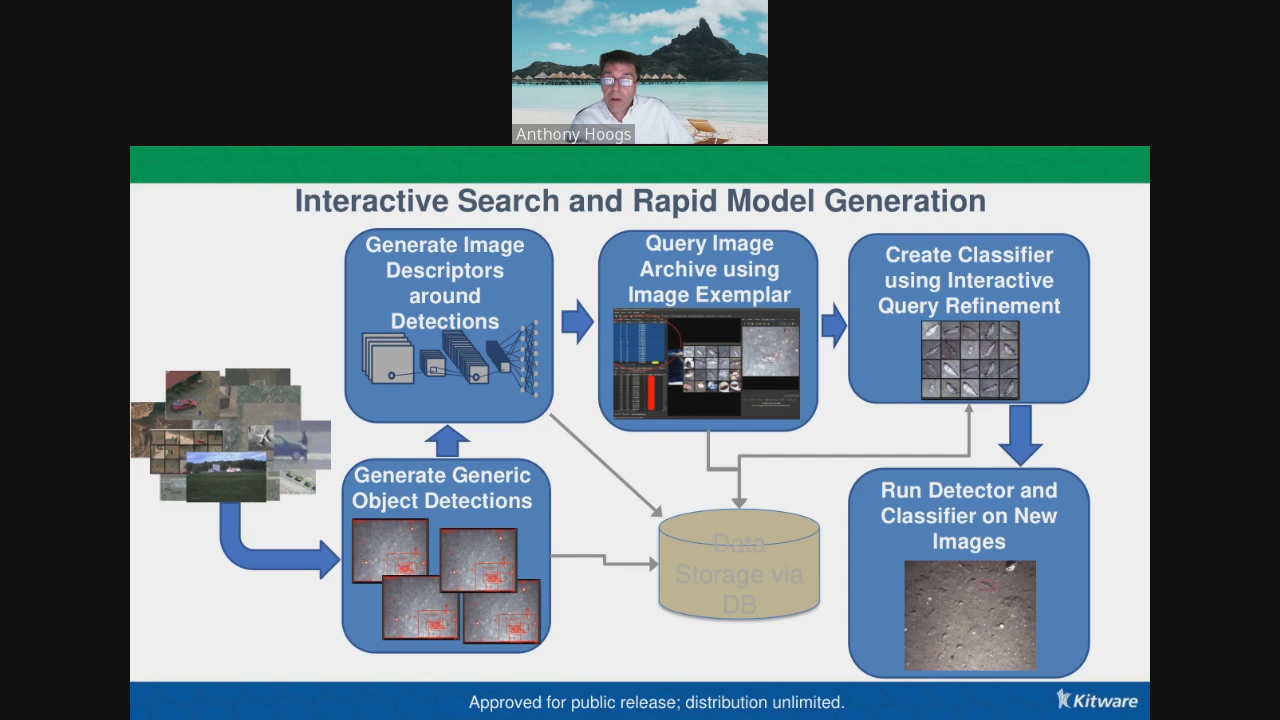 Anthony Hoogs
Interactive Search and Rapid Model Generation
Generate Image
Descriptors
around
Detections
Query Image
Archive using
Image Exemplar
Create Classifier
using Interactive
Query Refinement
Generate Generic
Object Detections
Data
Storage via
DB
Run Detector and
Classifier on New
Images
Approved for public release; distribution unlimited.
Kitware